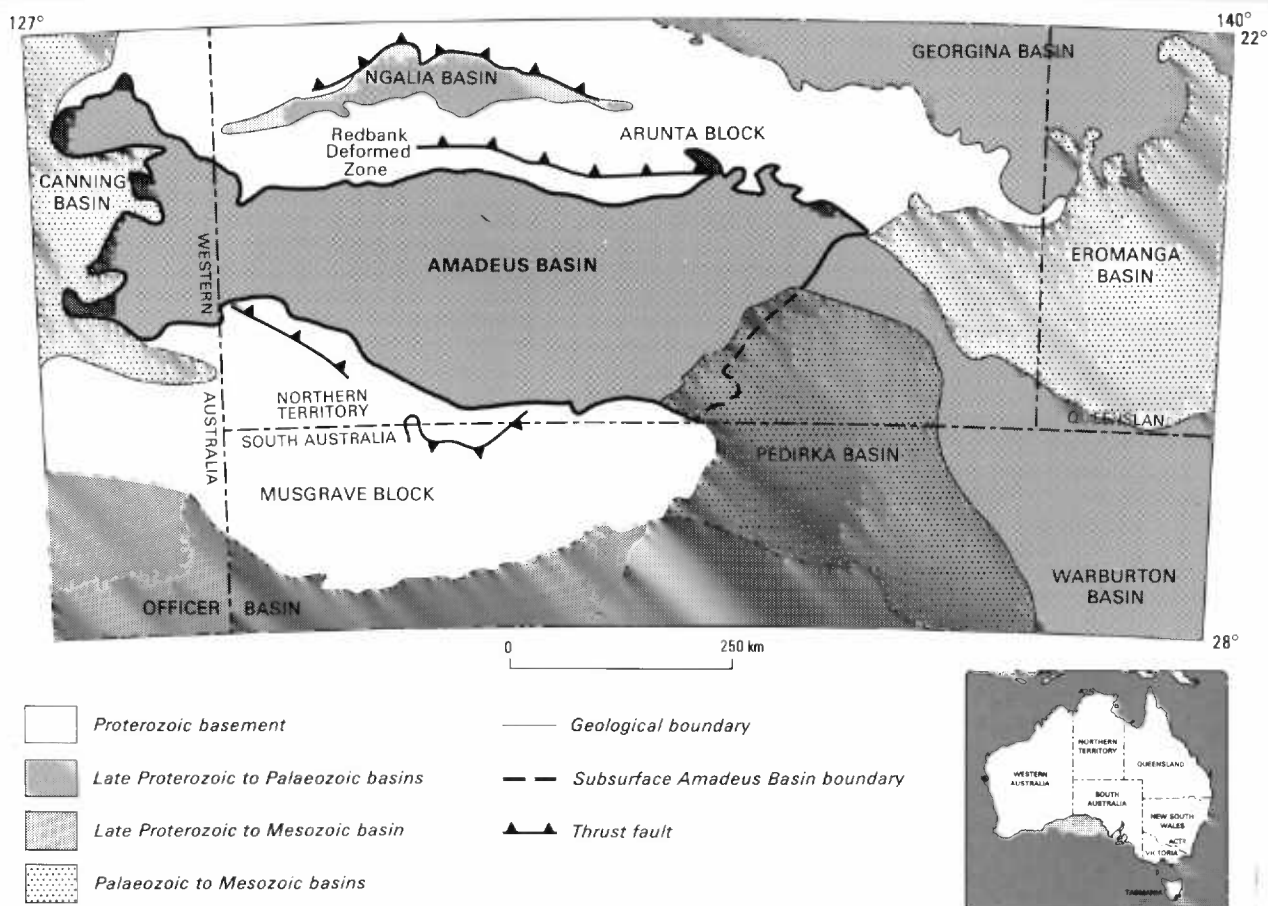 127°
140°
22°
GEORGINA BASIN
NGALIA BASIN
Redbank
Deformed
Zone
ARUNTA BLOCK
CANNING
BASIN
WESTERN
AMADEUS BASIN
EROMANGA
BASIN
NORTHERN
TERRITORY
AUSTRALIA
SOUTH AUSTRALIA
QUEENSLAN
PEDIRKA BASIN
MUSGRAVE BLOCK
WARBURTON
BASIN
OFFICER BASIN
28°
0 250 km
Proterozoic basement
Late Proterozoic to Palaeozoic basins
Late Proterozoic to Mesozoic basin
Palaeozoic to Mesozoic basins
Geological boundary
Subsurface Amadeus Basin boundary
Thrust fault
NORTHERN
TERRITORY
QUEENSLAND
WESTERN
AUSTRALIA
SOUTH
AUSTRALIA
NEW SOUTH
WALES
VICTORIA
TASMANIA